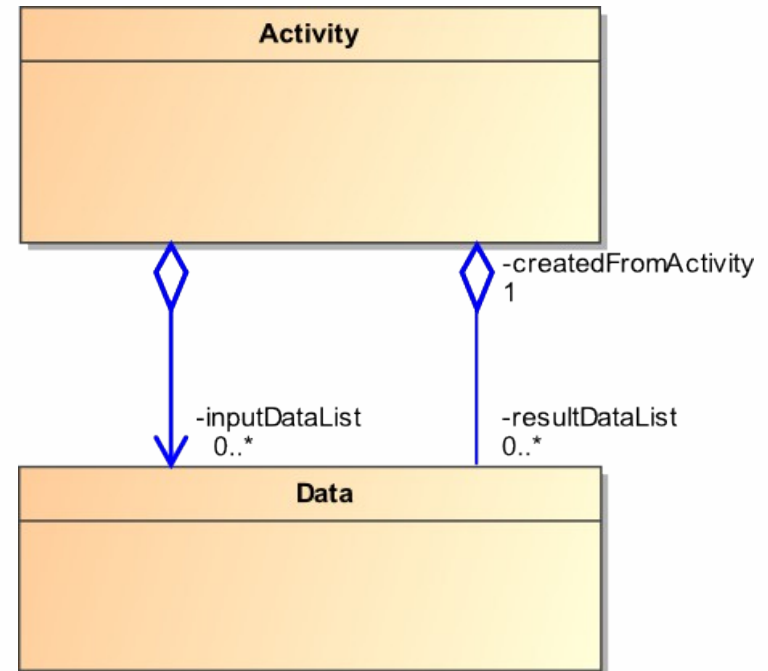 Activity
-createdFromActivity
1
-inputDataList
0..*
-resultDataList
0..*
Data